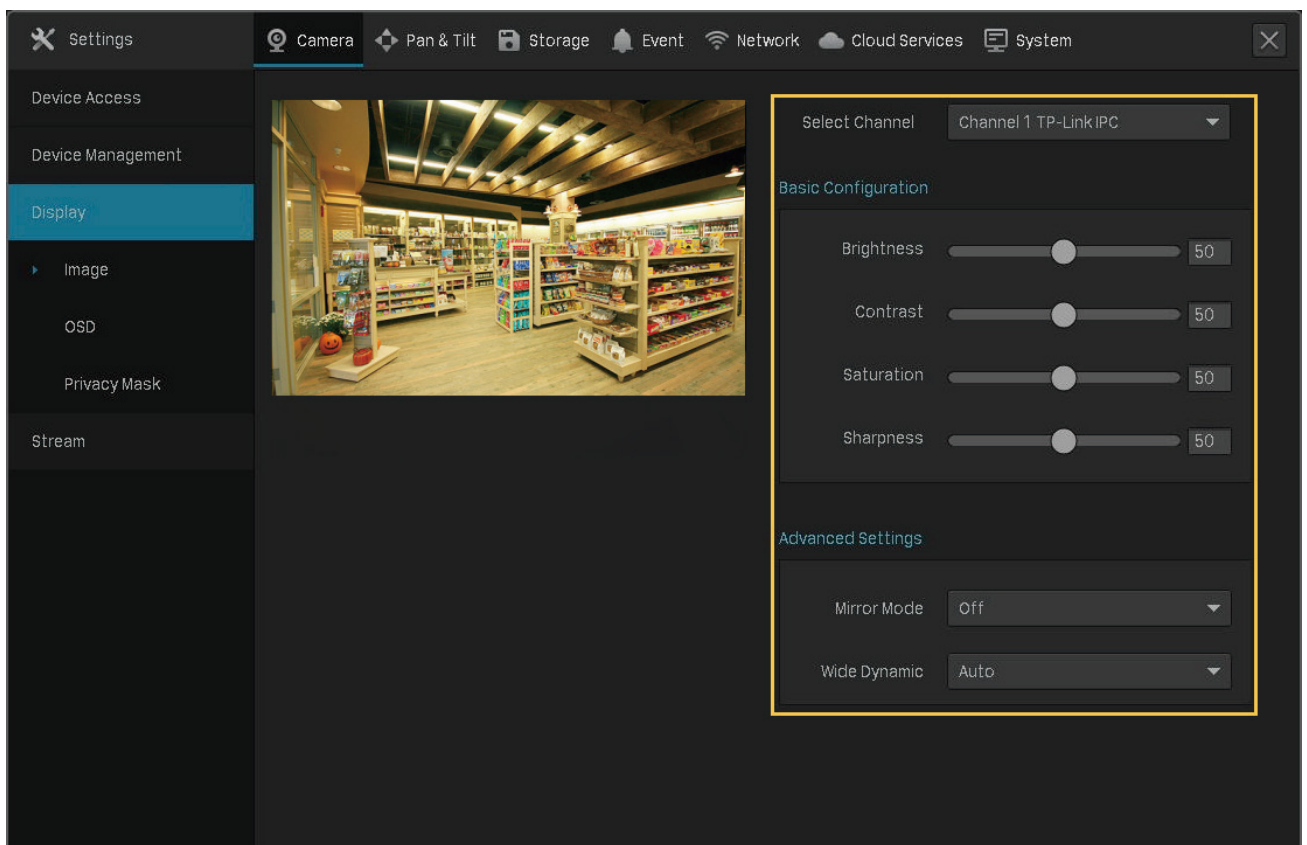 Settings
Camera
Pan & Tilt
Storage
Event
Network
Cloud Services
System
Device Access
Device Management
Display
Image
OSD
Privacy Mask
Stream
Select Channel Channel 1 TP-Link IPC
Basic Configuration
Brightness 50
Contrast 50
Saturation 50
Sharpness 50
Advanced Settings
Mirror Mode Off
Wide Dynamic Auto